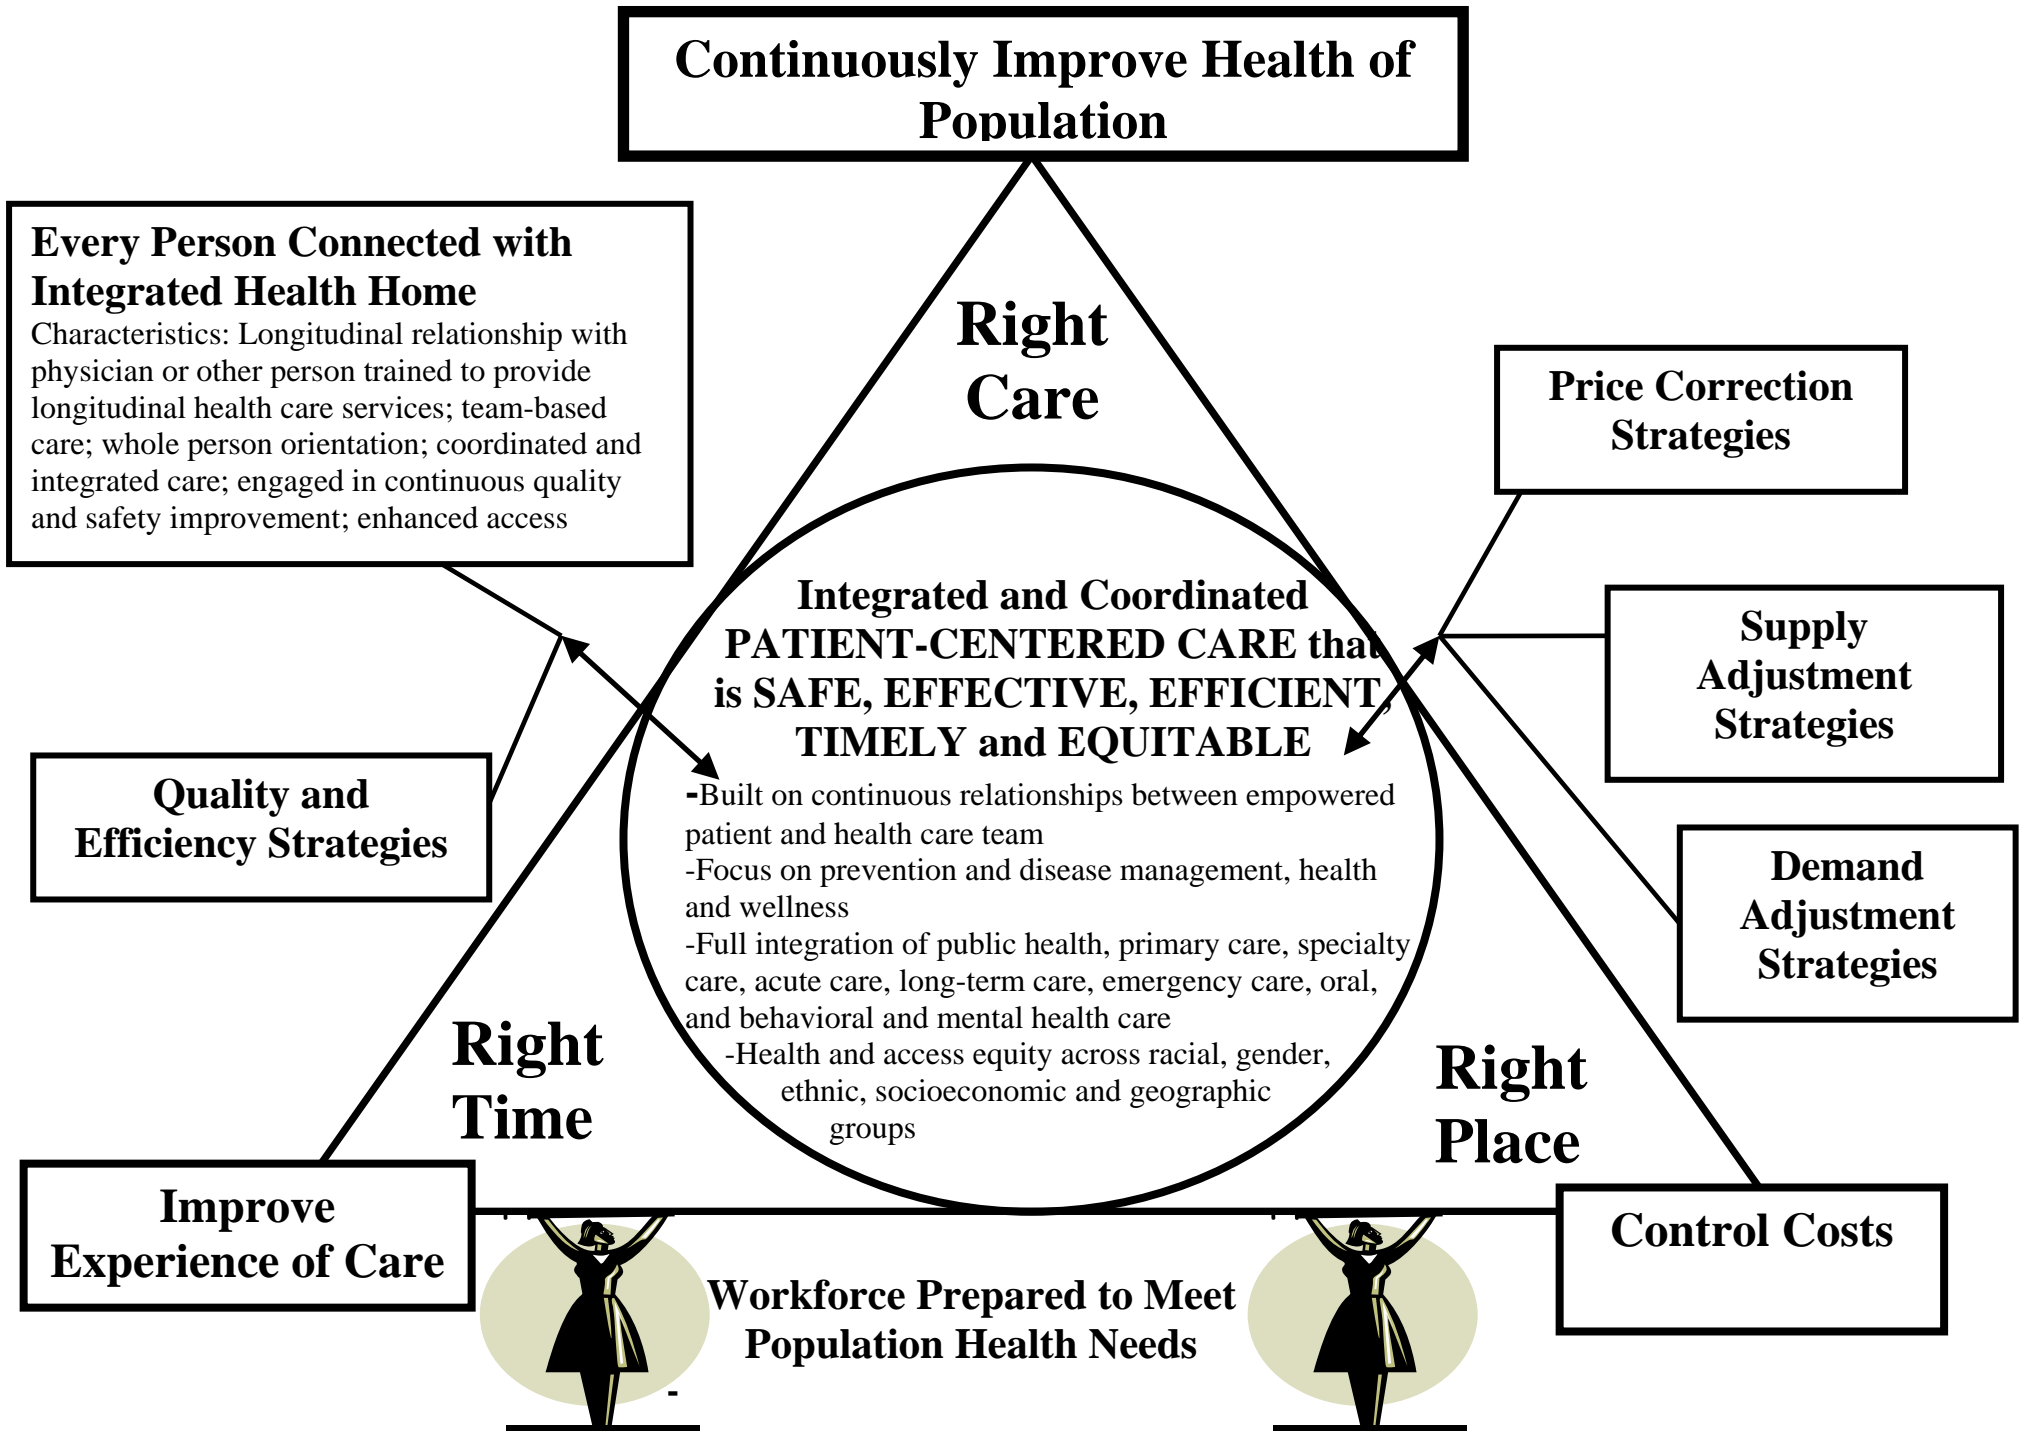 Continuously Improve Health of
Population
Every Person Connected with
Integrated Health Home
Characteristics: Longitudinal relationship with
physician or other person trained to provide
longitudinal health care services; team-based
care; whole person orientation; coordinated and
integrated care; engaged in continuous quality
and safety improvement; enhanced access
Right
Care
Price Correction
Strategies
Supply
Adjustment
Strategies
Demand
Adjustment
Strategies
Quality and
Efficiency Strategies
Integrated and Coordinated
PATIENT-CENTERED CARE that
is SAFE, EFFECTIVE, EFFICIENT,
TIMELY and EQUITABLE
-Built on continuous relationships between empowered
patient and health care team
-Focus on prevention and disease management, health
and wellness
-Full integration of public health, primary care, specialty
care, acute care, long-term care, emergency care, oral,
and behavioral and mental health care
-Health and access equity across racial, gender,
ethnic, socioeconomic and geographic
groups
Right
Time
Right
Place
Improve
Experience of Care
Control Costs
Workforce Prepared to Meet
Population Health Needs
-